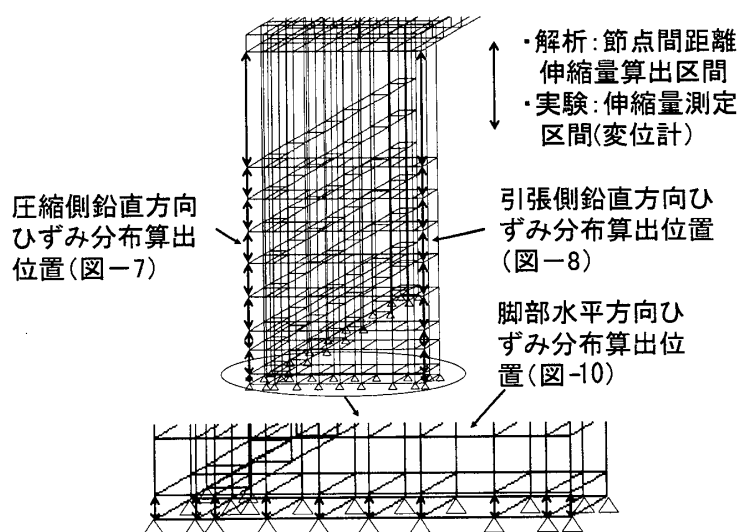 ・解析：節点間距離
伸縮量算出区間
・実験：伸縮量測定
区間(変位計)
圧縮側鉛直方向
ひずみ分布算出
位置(図－7)
引張側鉛直方向ひ
ずみ分布算出位置
(図－8)
脚部水平方向ひ
ずみ分布算出位
置(図-10)